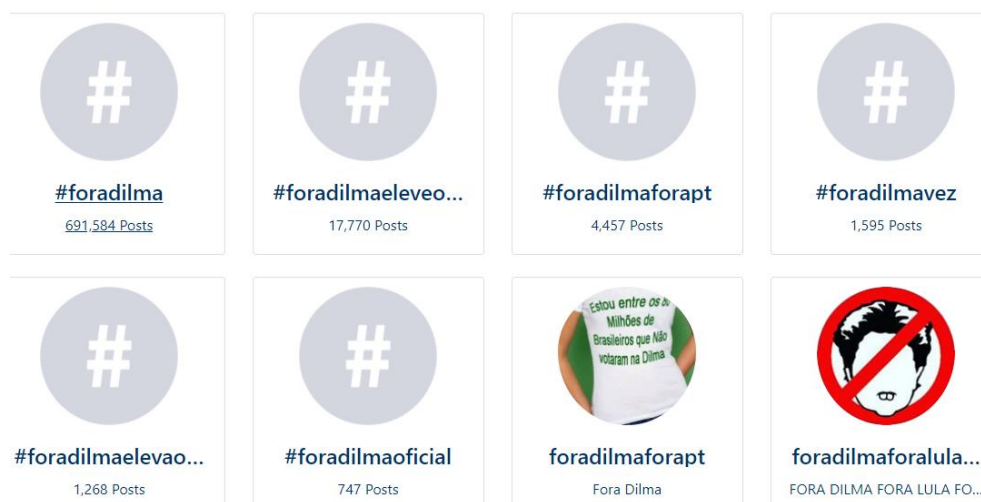 #foradilma
691,584 Posts
#foradilmaeleveo...
17,770 Posts
#foradilmaforapt
4,457 Posts
#foradilmavez
1,595 Posts
#foradilmaelevao...
1,268 Posts
#foradilmaoficial
747 Posts
Estou entre os
Milhões de
Brasileiros que Não
votaram na Dilma
foradilmaforapt
Fora Dilma
foradilmaforalula...
FORA DILMA FORA LULA FO...